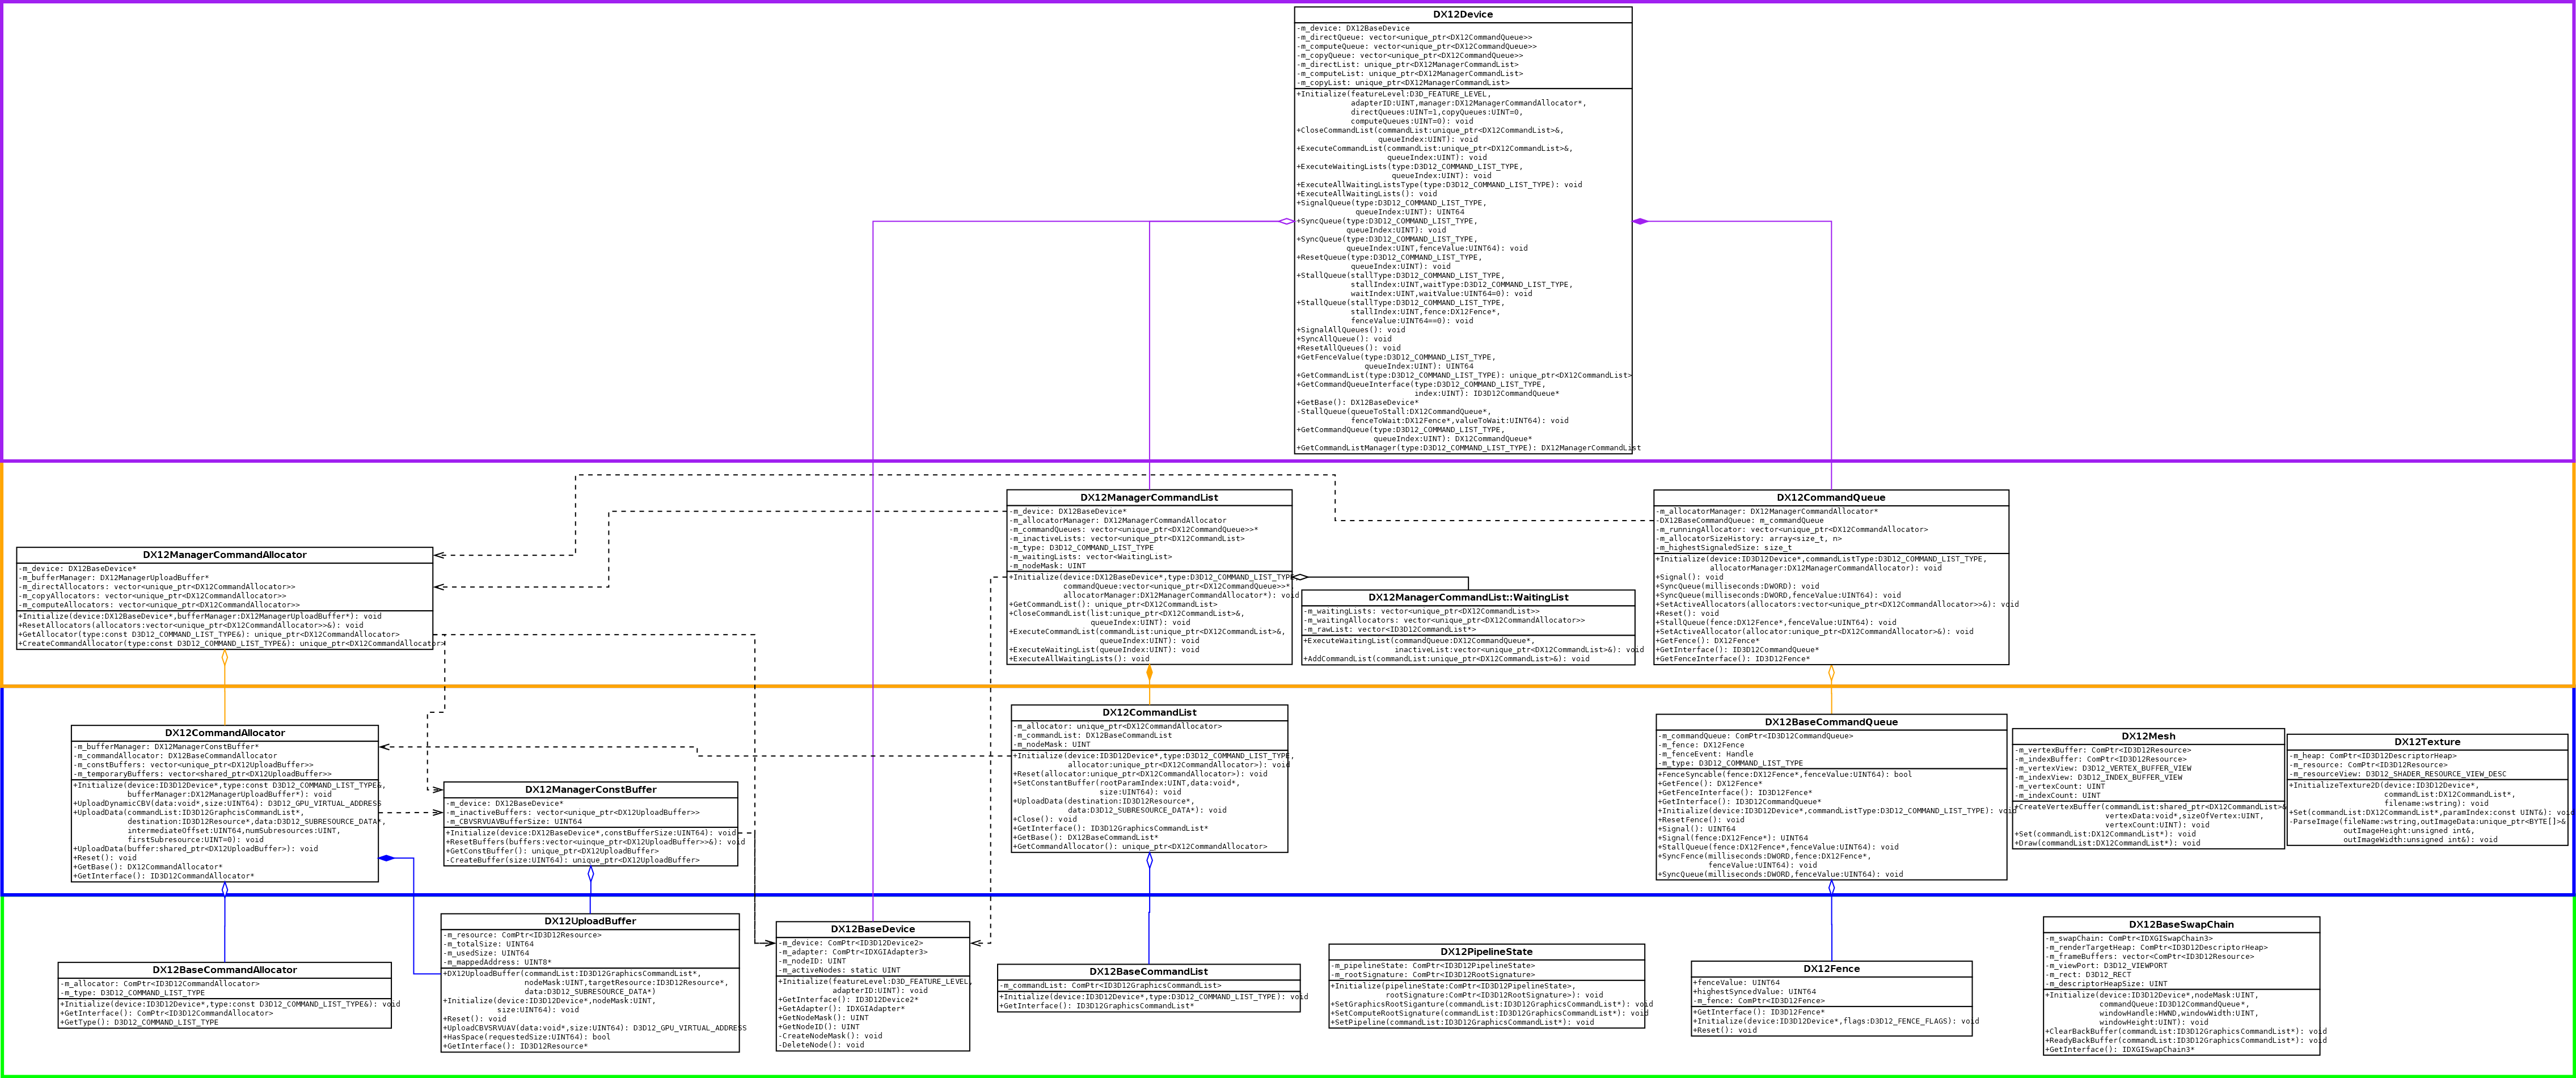 DX12Device
-m_device: DX12BaseDevice
-m_directQueue: vector<unique_ptr<DX12CommandQueue>>
-m_computeQueue: vector<unique_ptr<DX12CommandQueue>>
-m_copyQueue: vector<unique_ptr<DX12CommandQueue>>
-m_directList: unique_ptr<DX12ManagerCommandList>
-m_computeList: unique_ptr<DX12ManagerCommandList>
-m_copyList: unique_ptr<DX12ManagerCommandList>
+Initialize(featureLevel:D3D_FEATURE_LEVEL,
adapterID:UINT,manager:DX12ManagerCommandAllocator*,
directQueues:UINT=1,copyQueues:UINT=0,
computeQueues:UINT=0): void
+CloseCommandList(commandList:unique_ptr<DX12CommandList>&,
queueIndex:UINT): void
+ExecuteCommandList(commandList:unique_ptr<DX12CommandList>&,
queueIndex:UINT): void
+ExecuteWaitingLists(type:D3D12_COMMAND_LIST_TYPE,
queueIndex:UINT): void
+ExecuteAllWaitingListsType(type:D3D12_COMMAND_LIST_TYPE): void
+ExecuteAllWaitingLists(): void
+SignalQueue(type:D3D12_COMMAND_LIST_TYPE,
queueIndex:UINT): UINT64
+SyncQueue(type:D3D12_COMMAND_LIST_TYPE,
queueIndex:UINT): void
+SyncQueue(type:D3D12_COMMAND_LIST_TYPE,
queueIndex:UINT,fenceValue:UINT64): void
+ResetQueue(type:D3D12_COMMAND_LIST_TYPE,
queueIndex:UINT): void
+StallQueue(stallType:D3D12_COMMAND_LIST_TYPE,
stallIndex:UINT,waitType:D3D12_COMMAND_LIST_TYPE,
waitIndex:UINT,waitValue:UINT64=0): void
+StallQueue(stallType:D3D12_COMMAND_LIST_TYPE,
stallIndex:UINT,fence:DX12Fence*,
fenceValue:UINT64==0): void
+SignalAllQueues(): void
+SyncAllQueue(): void
+ResetAllQueues(): void
+GetFenceValue(type:D3D12_COMMAND_LIST_TYPE,
queueIndex:UINT): UINT64
+GetCommandList(type:D3D12_COMMAND_LIST_TYPE): unique_ptr<DX12CommandList>
+GetCommandQueueInterface(type:D3D12_COMMAND_LIST_TYPE,
index:UINT): ID3D12CommandQueue*
+GetBase(): DX12BaseDevice*
-StallQueue(queueToStall:DX12CommandQueue*,
fenceToWait:DX12Fence*,valueToWait:UINT64): void
+GetCommandQueue(type:D3D12_COMMAND_LIST_TYPE,
queueIndex:UINT): DX12CommandQueue*
+GetCommandListManager(type:D3D12_COMMAND_LIST_TYPE): DX12ManagerCommandList
DX12ManagerCommandAllocator
-m_device: DX12BaseDevice*
-m_bufferManager: DX12ManagerUploadBuffer*
-m_directAllocators: vector<unique_ptr<DX12CommandAllocator>>
-m_copyAllocators: vector<unique_ptr<DX12CommandAllocator>>
-m_computeAllocators: vector<unique_ptr<DX12CommandAllocator>>
+Initialize(device:DX12BaseDevice*,bufferManager:DX12ManagerUploadBuffer*): void
+ResetAllocators(allocators:vector<unique_ptr<DX12CommandAllocator>>&): void
+GetAllocator(type:const D3D12_COMMAND_LIST_TYPE&): unique_ptr<DX12CommandAllocator>
+CreateCommandAllocator(type:const D3D12_COMMAND_LIST_TYPE&): unique_ptr<DX12CommandAllocator>
DX12ManagerCommandList
-m_device: DX12BaseDevice*
-m_allocatorManager: DX12ManagerCommandAllocator
-m_commandQueues: vector<unique_ptr<DX12CommandQueue>>*
-m_inactiveLists: vector<unique_ptr<DX12CommandList>
-m_type: D3D12_COMMAND_LIST_TYPE
-m_waitingLists: vector<WaitingList>
-m_nodeMask: UINT
+Initialize(device:DX12BaseDevice*,type:D3D12_COMMAND_LIST_TYPE,
commandQueue:vector<unique_ptr<DX12CommandQueue>>*
allocatorManager:DX12ManagerCommandAllocator*): void
+GetCommandList(): unique_ptr<DX12CommandList>
+CloseCommandList(list:unique_ptr<DX12CommandList>&,
queueIndex:UINT): void
+ExecuteCommandList(commandList:unique_ptr<DX12CommandList>&,
queueIndex:UINT): void
+ExecuteWaitingList(queueIndex:UINT): void
+ExecuteAllWaitingLists(): void
DX12ManagerCommandList::WaitingList
-m_waitingLists: vector<unique_ptr<DX12CommandList>>
-m_waitingAllocators: vector<unique_ptr<DX12CommandAllocator>>
-m_rawList: vector<ID3D12CommandList*>
+ExecuteWaitingList(commandQueue:DX12CommandQueue*,
inactiveList:vector<unique_ptr<DX12CommandList>&): void
+AddCommandList(commandList:unique_ptr<DX12CommandList>&): void
DX12CommandQueue
-m_allocatorManager: DX12ManagerCommandAllocator*
-DX12BaseCommandQueue: m_commandQueue
-m_runningAllocator: vector<unique_ptr<DX12CommandAllocator>
-m_allocatorSizeHistory: array<size_t, n>
-m_highestSignaledSize: size_t
+Initialize(device:ID3D12Device*,commandListType:D3D12_COMMAND_LIST_TYPE,
allocatorManager:DX12ManagerCommandAllocator): void
+Signal(): void
+SyncQueue(milliseconds:DWORD): void
+SyncQueue(milliseconds:DWORD,fenceValue:UINT64): void
+SetActiveAllocators(allocators:vector<unique_ptr<DX12CommandAllocator>>&): void
+Reset(): void
+StallQueue(fence:DX12Fence*,fenceValue:UINT64): void
+SetActiveAllocator(allocator:unique_ptr<DX12CommandAllocator>&): void
+GetFence(): DX12Fence*
+GetInterface(): ID3D12CommandQueue*
+GetFenceInterface(): ID3D12Fence*
DX12CommandAllocator
-m_bufferManager: DX12ManagerConstBuffer*
-m_commandAllocator: DX12BaseCommandAllocator
-m_constBuffers: vector<unique_ptr<DX12UploadBuffer>>
-m_temporaryBuffers: vector<shared_ptr<DX12UploadBuffer>>
+Initialize(device:ID3D12Device*,type:const D3D12_COMMAND_LIST_TYPE&,
bufferManager:DX12ManagerUploadBuffer*): void
+UploadDynamicCBV(data:void*,size:UINT64): D3D12_GPU_VIRTUAL_ADDRESS
+UploadData(commandList:ID3D12GraphcisCommandList*,
destination:ID3D12Resource*,data:D3D12_SUBRESOURCE_DATA*,
intermediateOffset:UINT64,numSubresources:UINT,
firstSubresource:UINT=0): void
+UploadData(buffer:shared_ptr<DX12UploadBuffer>): void
+Reset(): void
+GetBase(): DX12CommandAllocator*
+GetInterface(): ID3D12CommandAllocator*
DX12ManagerConstBuffer
-m_device: DX12BaseDevice*
-m_inactiveBuffers: vector<unique_ptr<DX12UploadBuffer>>
-m_CBVSRVUAVBufferSize: UINT64
+Initialize(device:DX12BaseDevice*,constBufferSize:UINT64): void
+ResetBuffers(buffers:vector<uinque_ptr<DX12UploadBuffer>>&): void
+GetConstBuffer(): unique_ptr<DX12UploadBuffer>
-CreateBuffer(size:UINT64): unique_ptr<DX12UploadBuffer>
DX12CommandList
-m_allocator: unique_ptr<DX12CommandAllocator>
-m_commandList: DX12BaseCommandList
-m_nodeMask: UINT
+Initialize(device:ID3D12Device*,type:D3D12_COMMAND_LIST_TYPE,
allocator:unique_ptr<DX12CommandAllocator>): void
+Reset(allocator:unique_ptr<DX12CommandAllocator>): void
+SetConstantBuffer(rootParamIndex:UINT,data:void*,
size:UINT64): void
+UploadData(destination:ID3D12Resource*,
data:D3D12_SUBRESOURCE_DATA*): void
+Close(): void
+GetInterface(): ID3D12GraphicsCommandList*
+GetBase(): DX12BaseCommandList*
+GetCommandAllocator(): unique_ptr<DX12CommandAllocator>
DX12BaseCommandQueue
-m_commandQueue: ComPtr<ID3D12CommandQueue>
-m_fence: DX12Fence
-m_fenceEvent: Handle
-m_type: D3D12_COMMAND_LIST_TYPE
+FenceSyncable(fence:DX12Fence*,fenceValue:UINT64): bool
+GetFence(): DX12Fence*
+GetFenceInterface(): ID3D12Fence*
+GetInterface(): ID3D12CommandQueue*
+Initialize(device:ID3D12Device*,commandListType:D3D12_COMMAND_LIST_TYPE): void
+ResetFence(): void
+Signal(): UINT64
+Signal(fence:DX12Fence*): UINT64
+StallQueue(fence:DX12Fence*,fenceValue:UINT64): void
+SyncFence(milliseconds:DWORD,fence:DX12Fence*,
fenceValue:UINT64): void
+SyncQueue(milliseconds:DWORD,fenceValue:UINT64): void
DX12Mesh
-m_vertexBuffer: ComPtr<ID3D12Resource>
-m_indexBuffer: ComPtr<ID3D12Resource>
-m_vertexView: D3D12_VERTEX_BUFFER_VIEW
-m_indexView: D3D12_INDEX_BUFFER_VIEW
-m_vertexCount: UINT
-m_indexCount: UINT
+CreateVertexBuffer(commandList:shared_ptr<DX12CommandList>&
vertexData:void*,sizeOfVertex:UINT,
vertexCount:UINT): void
+Set(commandList:DX12CommandList*): void
+Draw(commandList:DX12CommandList*): void
DX12Texture
-m_heap: ComPtr<ID3D12DescriptorHeap>
-m_resource: ComPtr<ID3D12Resource>
-m_resourceView: D3D12_SHADER_RESOURCE_VIEW_DESC
+InitializeTexture2D(device:ID3D12Device*,
commandList:DX12CommandList*,
filename:wstring): void
+Set(commandList:DX12CommandList*,paramIndex:const UINT&): void
-ParseImage(fileName:wstring,outImageData:unique_ptr<BYTE[]>&
outImageHeight:unsigned int&,
outImageWidth:unsigned int&): void
DX12BaseCommandAllocator
-m_allocator: ComPtr<ID3D12CommandAllocator>
-m_type: D3D12_COMMAND_LIST_TYPE
+Initialize(device:ID3D12Device*,type:const D3D12_COMMAND_LIST_TYPE&): void
+GetInterface(): ComPtr<ID3D12CommandAllocator>
+GetType(): D3D12_COMMAND_LIST_TYPE
DX12UploadBuffer
-m_resource: ComPtr<ID3D12Resource>
-m_totalSize: UINT64
-m_usedSize: UINT64
-m_mappedAddress: UINT8*
+DX12UploadBuffer(commandList:ID3D12GraphicsCommandList*,
nodeMask:UINT,targetResource:ID3D12Resource*,
data:D3D12_SUBRESOURCE_DATA*)
+Initialize(device:ID3D12Device*,nodeMask:UINT,
size:UINT64): void
+Reset(): void
+UploadCBVSRVUAV(data:void*,size:UINT64): D3D12_GPU_VIRTUAL_ADDRESS
+HasSpace(requestedSize:UINT64): bool
+GetInterface(): ID3D12Resource*
DX12BaseDevice
-m_device: ComPtr<ID3D12Device2>
-m_adapter: ComPtr<IDXGIAdapter3>
-m_nodeID: UINT
-m_activeNodes: static UINT
+Initialize(featureLevel:D3D_FEATURE_LEVEL,
adapterID:UINT): void
+GetInterface(): ID3D12Device2*
+GetAdapter(): IDXGIAdapter*
+GetNodeMask(): UINT
+GetNodeID(): UINT
-CreateNodeMask(): void
-DeleteNode(): void
DX12BaseCommandList
-m_commandList: ComPtr<ID3D12GraphicsCommandList>
+Initialize(device:ID3D12Device*,type:D3D12_COMMAND_LIST_TYPE): void
+GetInterface(): ID3D12GraphicsCommandList*
DX12PipelineState
-m_pipelineState: ComPtr<ID3D12PipelineState>
-m_rootSignature: ComPtr<ID3D12RootSignature>
+Initialize(pipelineState:ComPtr<ID3D12PipelineState>,
rootSignature:ComPtr<ID3D12RootSignature>): void
+SetGraphicsRootSiganture(commandList:ID3D12GraphicsCommandList*): void
+SetComputeRootSignature(commandList:ID3D12GraphicsCommandList*): void
+SetPipeline(commandList:ID3D12GraphicsCommandList*): void
DX12Fence
+fenceValue: UINT64
+highestSyncedValue: UINT64
-m_fence: ComPtr<ID3D12Fence>
+GetInterface(): ID3D12Fence*
+Initialize(device:ID3D12Device*,flags:D3D12_FENCE_FLAGS): void
+Reset(): void
DX12BaseSwapChain
-m_swapChain: ComPtr<IDXGISwapChain3>
-m_renderTargetHeap: ComPtr<ID3D12DescriptorHeap>
-m_frameBuffers: vector<ComPtr<ID3D12Resource>
-m_viewPort: D3D12_VIEWPORT
-m_rect: D3D12_RECT
-m_descriptorHeapSize: UINT
+Initialize(device:ID3D12Device*,nodeMask:UINT,
commandQueue:ID3D12CommandQueue*,
windowHandle:HWND,windowWidth:UINT,
windowHeight:UINT): void
+ClearBackBuffer(commandList:ID3D12GraphicsCommandList*): void
+ReadyBackBuffer(commandList:ID3D12GraphicsCommandList*): void
+GetInterface(): IDXGISwapChain3*